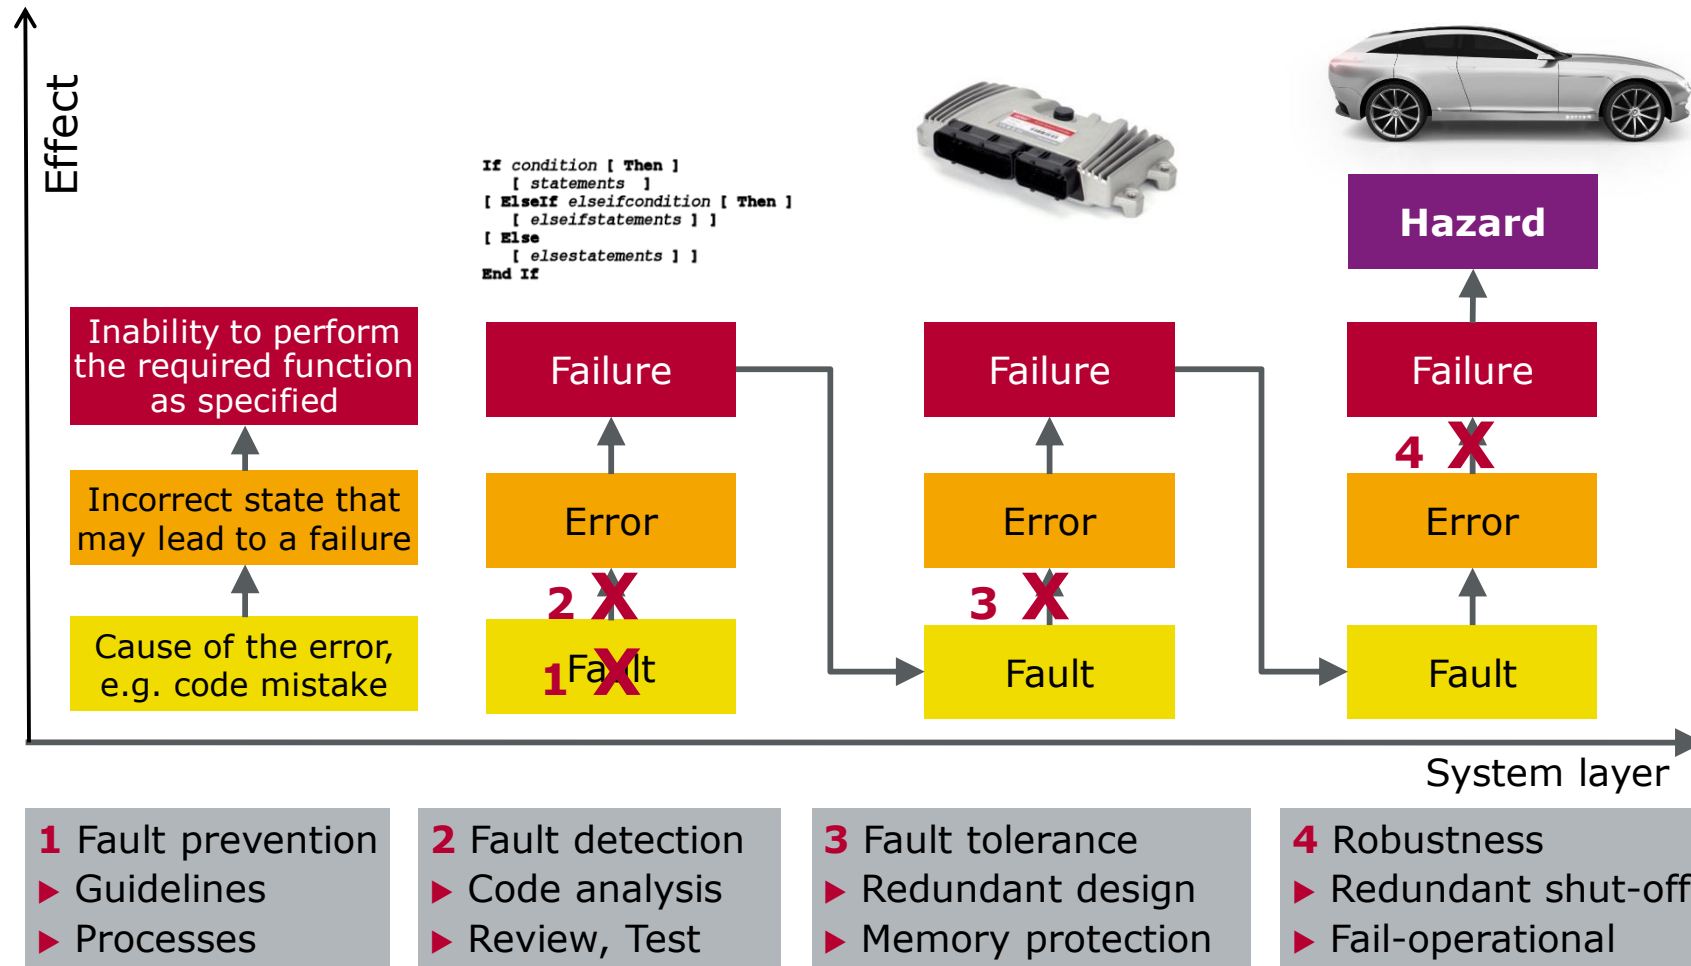 Effect
If condition [ Then ]
[ statements ]
[ ElseIf elseifcondition [ Then ]
[ elseifstatements ] ]
[ Else
[ elsestatements ] ]
End If
Hazard
Inability to perform
the required function
as specified
Failure
Failure
Failure
4 X
Incorrect state that
may lead to a failure
Error
Error
Error
2 X
3 X
Cause of the error,
e.g. code mistake
Fault
1 X
Fault
Fault
System layer
1 Fault prevention
▶ Guidelines
▶ Processes
2 Fault detection
▶ Code analysis
▶ Review, Test
3 Fault tolerance
▶ Redundant design
▶ Memory protection
4 Robustness
▶ Redundant shut-off
▶ Fail-operational